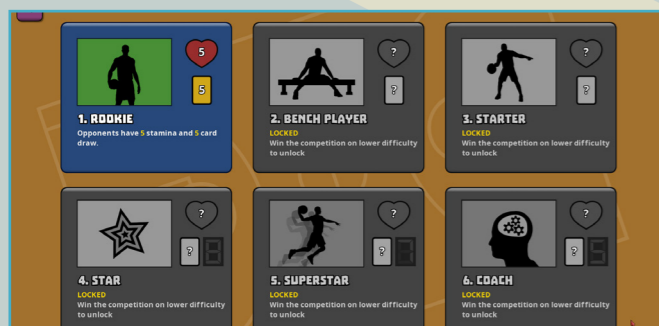 5
5
1. ROOKIE
Opponents have 5 stamina and 5 card
draw.
?
?
2. BENCH PLAYER
LOCKED
Win the competition on lower difficulty
to unlock
?
?
3. STARTER
LOCKED
Win the competition on lower difficulty
to unlock
?
?
4. STAR
LOCKED
Win the competition on lower difficulty
to unlock
?
?
5. SUPERSTAR
LOCKED
Win the competition on lower difficulty
to unlock
?
?
6. COACH
LOCKED
Win the competition on lower difficulty
to unlock